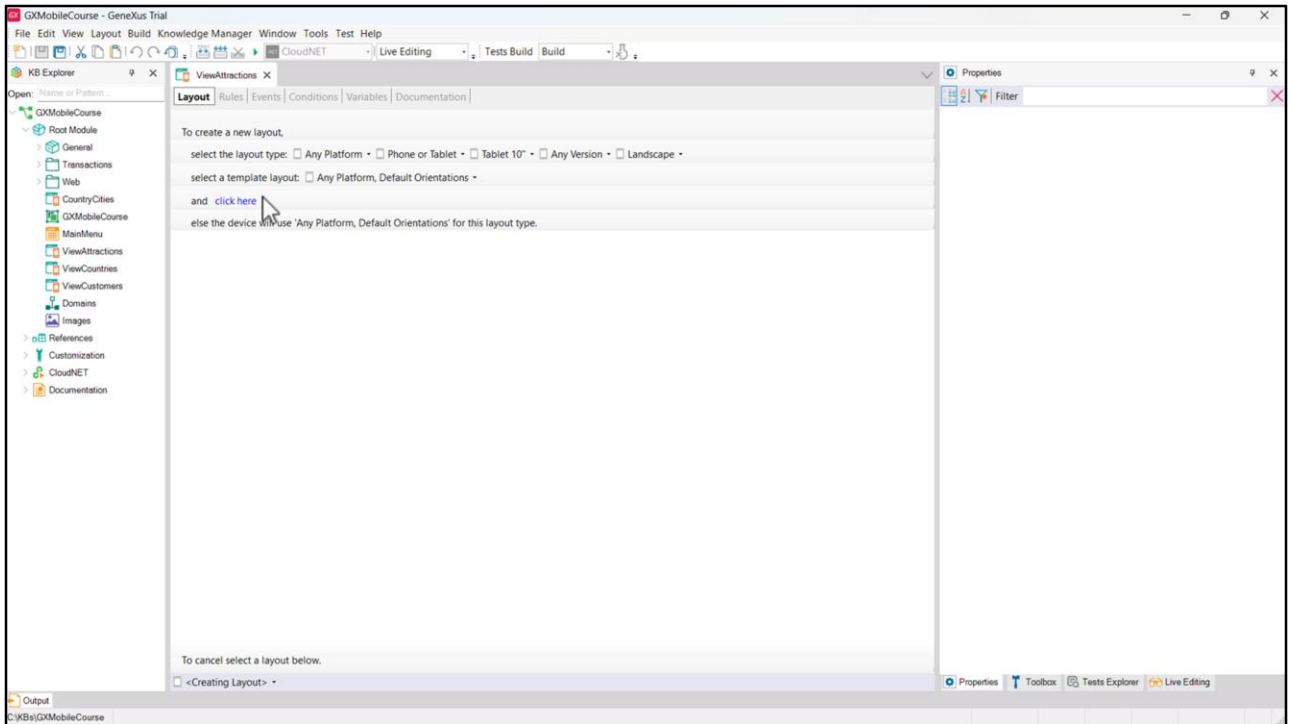 GX GXMobileCourse - GeneXus Trial
File Edit View Layout Build Knowledge Manager Window Tools Test Help
CloudNET Live Editing Tests Build Build
KB Explorer
Open: Name or Pattern...
GXMobileCourse
Root Module
General
Transactions
Web
CountryCities
GXMobileCourse
MainMenu
ViewAttractions
ViewCountries
ViewCustomers
Domains
Images
References
Customization
CloudNET
Documentation
ViewAttractions
Layout Rules Events Conditions Variables Documentation
To create a new layout,
select the layout type: Any Platform Phone or Tablet Tablet 10" Any Version Landscape
select a template layout: Any Platform, Default Orientations
and click here
else the device will use 'Any Platform, Default Orientations' for this layout type.
To cancel select a layout below.
<Creating Layout>
Properties
Filter
Properties Toolbox Tests Explorer Live Editing
Output
C:\KBs\GXMobileCourse